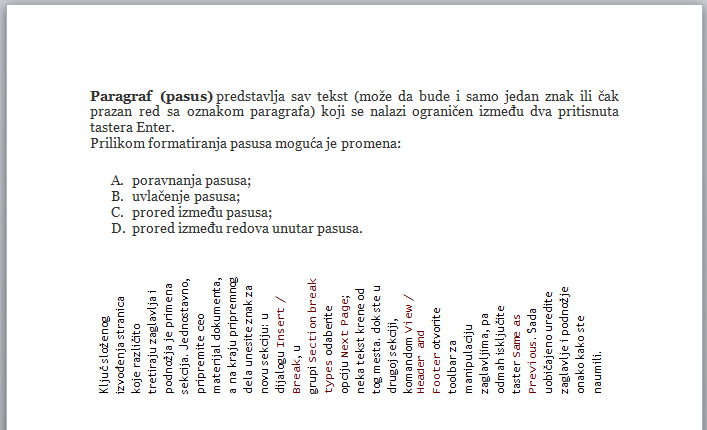 Paragraf (pasus) predstavlja sav tekst (može da bude i samo jedan znak ili čak
prazan red sa oznakom paragrafa) koji se nalazi ograničen između dva pritisnuta
tastera Enter.
Prilikom formatiranja pasusa moguća je promena:
A. poravnanja pasusa;
B. uvlačenje pasusa;
C. prored između pasusa;
D. prored između redova unutar pasusa.
Ključ složenog
izvođenja stranica
koje različito
tretiraju zaglavlja i
podnožja je primena
sekcija. Jednostavno,
pripremite ceo
materijal dokumenta,
a na kraju pripremnog
dela unesite znak za
novu sekciju: u
dijalogu Insert /
Break, u
grupi Section break
types odaberite
opciju Next Page;
neka tekst krene od
tog mesta. dok ste u
drugoj sekciji,
komandom View /
Header and
Footer otvorite
toolbar za
manipulaciju
zaglavljima, pa
odmah isključite
taster Same as
Previous. Sada
uobičajeno uredite
zaglavlje i podnožje
onako kako ste
naumili.